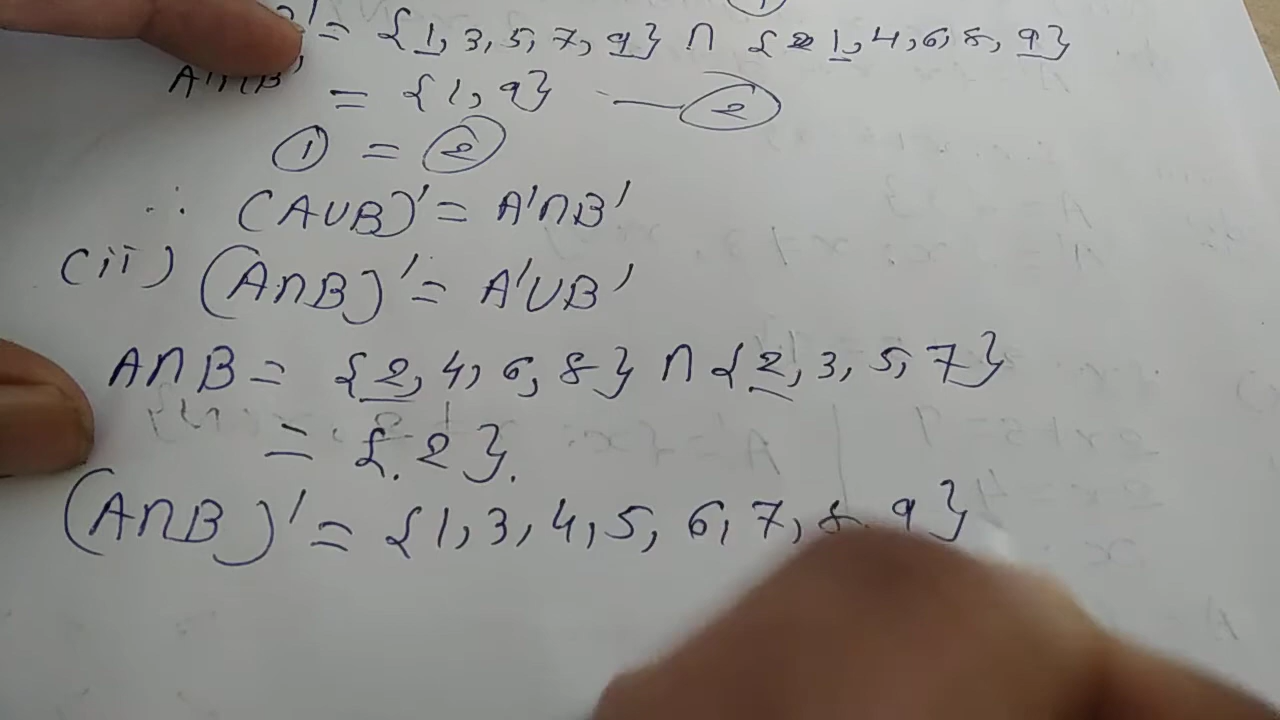 ' = {1, 3, 5, 7, 9} ∩ {1, 4, 6, 8, 9}
A'∩B'
= {1, 9} — ②
① = ②
∴ (A∪B)' = A'∩B'
(ii) (A∩B)' = A'∪B'
A∩B = {2, 4, 6, 8} ∩ {2, 3, 5, 7}
= {2}.
(A∩B)' = {1, 3, 4, 5, 6, 7, 8, 9}